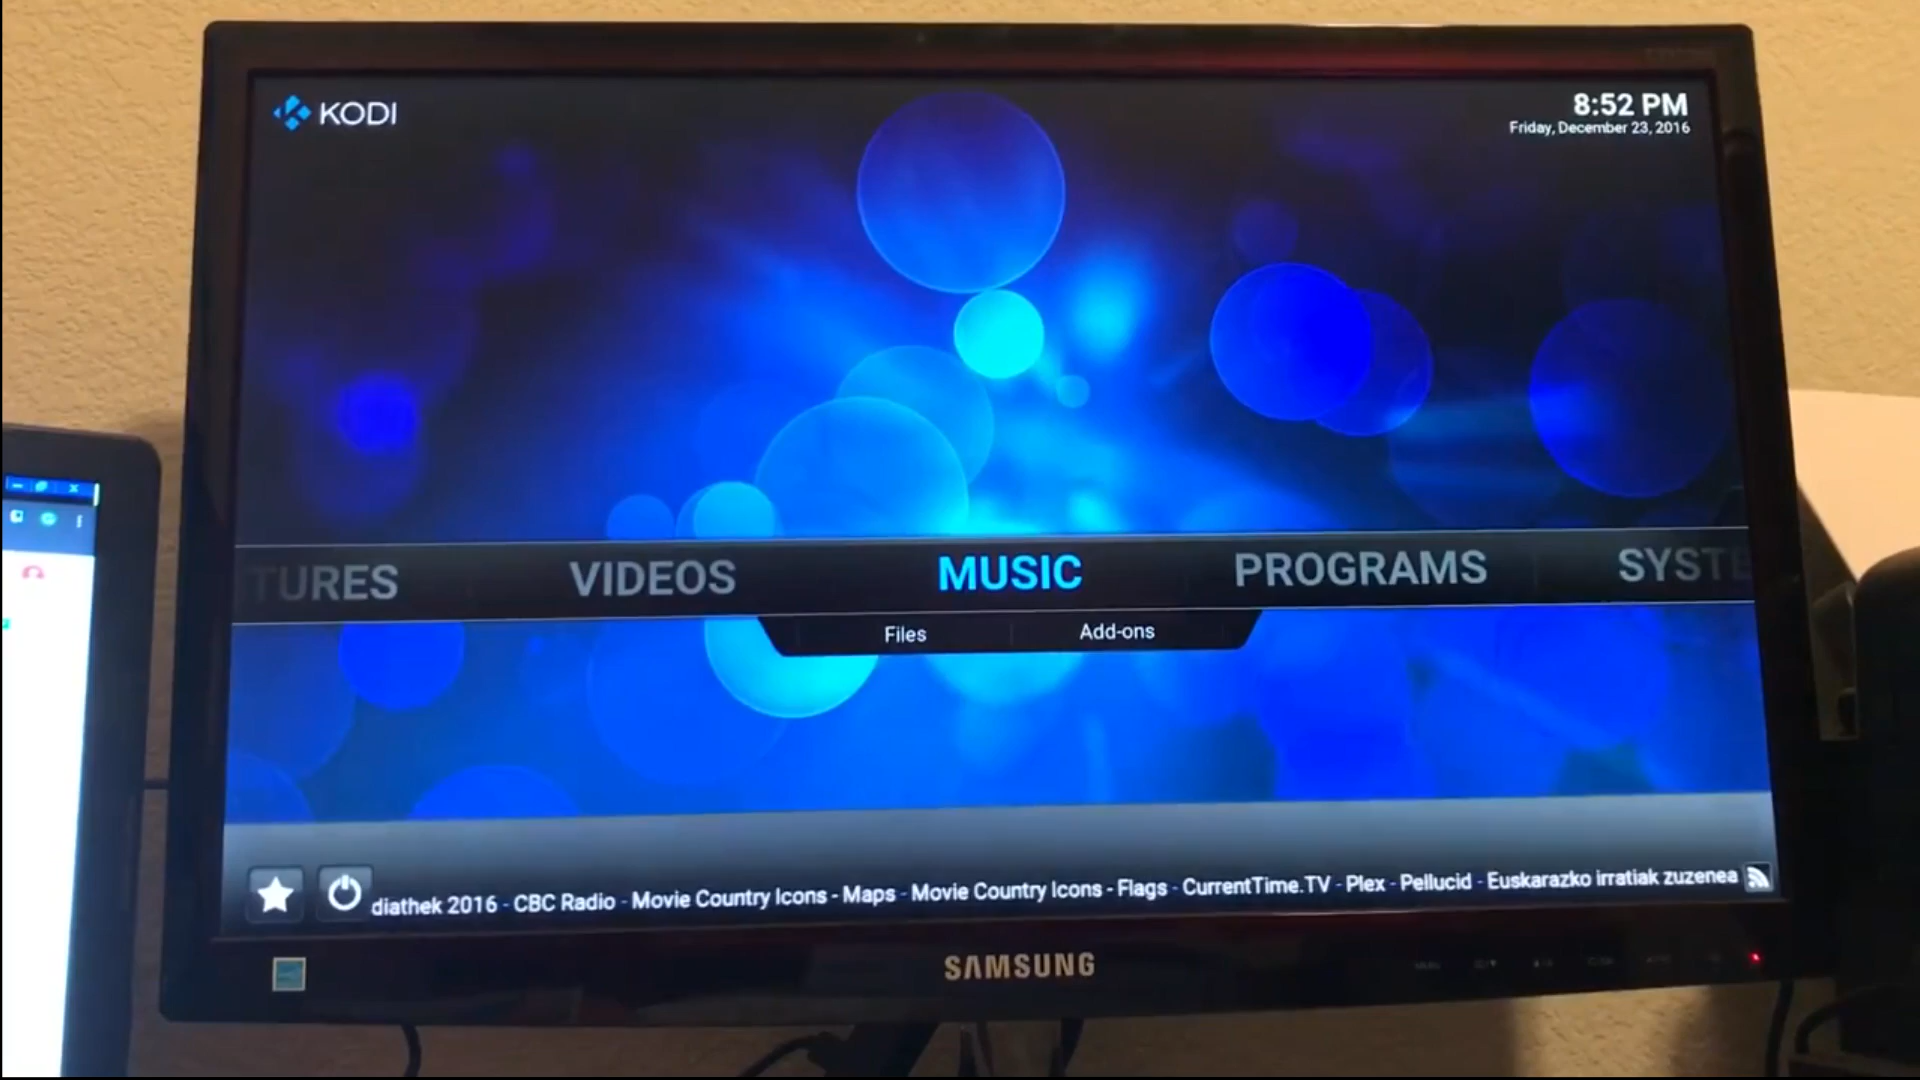 KODI
8:52 PM
Friday, December 23, 2016
TURES VIDEOS MUSIC PROGRAMS SYSTE
Files Add-ons
diathek 2016 - CBC Radio - Movie Country Icons - Maps - Movie Country Icons - Flags - CurrentTime.TV - Plex - Pellucid - Euskarazko irratiak zuzenea
SAMSUNG